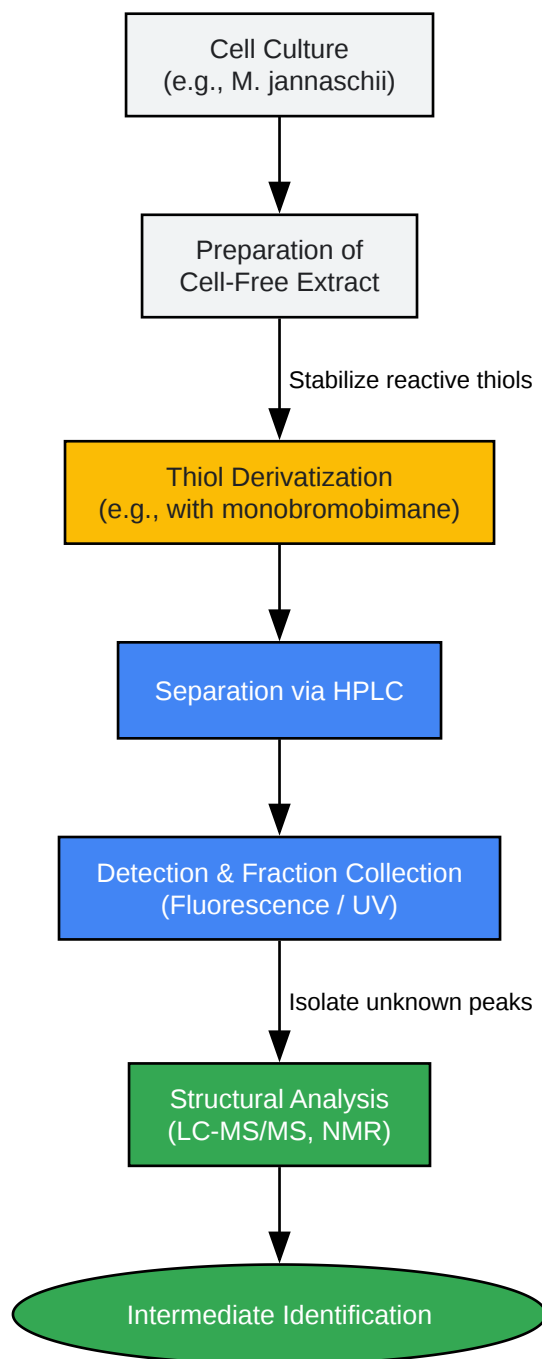 Cell Culture
(e.g., M. jannaschii)
Preparation of
Cell-Free Extract
Stabilize reactive thiols
Thiol Derivatization
(e.g., with monobromobimane)
Separation via HPLC
Detection & Fraction Collection
(Fluorescence / UV)
Isolate unknown peaks
Structural Analysis
(LC-MS/MS, NMR)
Intermediate Identification